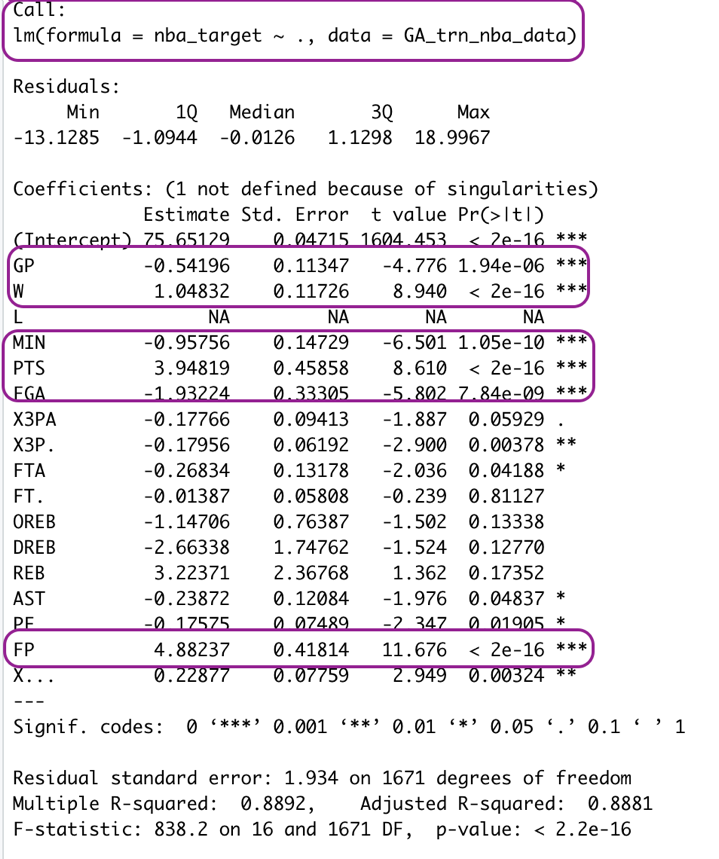 Call:
lm(formula = nba_target ~ ., data = GA_trn_nba_data)
Residuals:
     Min       1Q   Median       3Q      Max
-13.1285  -1.0944  -0.0126   1.1298  18.9967
Coefficients: (1 not defined because of singularities)
            Estimate Std. Error  t value Pr(>|t|)
(Intercept) 75.65129    0.04715 1604.453  < 2e-16 ***
GP          -0.54196    0.11347   -4.776 1.94e-06 ***
W            1.04832    0.11726    8.940  < 2e-16 ***
L                 NA         NA       NA       NA
MIN         -0.95756    0.14729   -6.501 1.05e-10 ***
PTS          3.94819    0.45858    8.610  < 2e-16 ***
FGA         -1.93224    0.33305   -5.802 7.84e-09 ***
X3PA        -0.17766    0.09413   -1.887  0.05929 .
X3P.        -0.17956    0.06192   -2.900  0.00378 **
FTA         -0.26834    0.13178   -2.036  0.04188 *
FT.         -0.01387    0.05808   -0.239  0.81127
OREB        -1.14706    0.76387   -1.502  0.13338
DREB        -2.66338    1.74762   -1.524  0.12770
REB          3.22371    2.36768    1.362  0.17352
AST         -0.23872    0.12084   -1.976  0.04837 *
PF          -0.17575    0.07489   -2.347  0.01905 *
FP           4.88237    0.41814   11.676  < 2e-16 ***
X...         0.22877    0.07759    2.949  0.00324 **
---
Signif. codes:  0 ‘***’ 0.001 ‘**’ 0.01 ‘*’ 0.05 ‘.’ 0.1 ‘ ’ 1
Residual standard error: 1.934 on 1671 degrees of freedom
Multiple R-squared:  0.8892,    Adjusted R-squared:  0.8881
F-statistic: 838.2 on 16 and 1671 DF,  p-value: < 2.2e-16